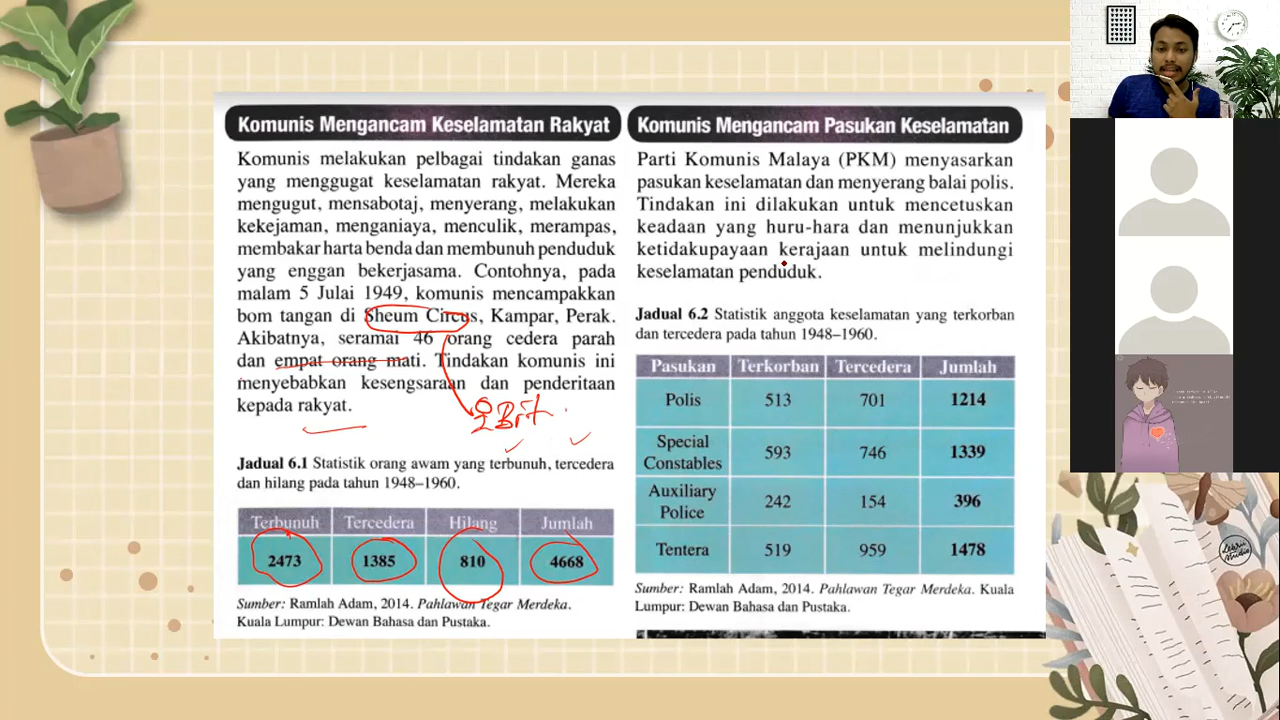 Komunis Mengancam Keselamatan Rakyat
Komunis melakukan pelbagai tindakan ganas
yang menggugat keselamatan rakyat. Mereka
mengugut, mensabotaj, menyerang, melakukan
kekejaman, menganiaya, menculik, merampas,
membakar harta benda dan membunuh penduduk
yang enggan bekerjasama. Contohnya, pada
malam 5 Julai 1949, komunis mencampakkan
bom tangan di Sheum Circus, Kampar, Perak.
Akibatnya, seramai 46 orang cedera parah
dan empat orang mati. Tindakan komunis ini
menyebabkan kesengsaraan dan penderitaan
kepada rakyat.
Jadual 6.1 Statistik orang awam yang terbunuh, tercedera
dan hilang pada tahun 1948–1960.
Terbunuh Tercedera Hilang Jumlah
2473 1385 810 4668
Sumber: Ramlah Adam, 2014. Pahlawan Tegar Merdeka.
Kuala Lumpur: Dewan Bahasa dan Pustaka.
Komunis Mengancam Pasukan Keselamatan
Parti Komunis Malaya (PKM) menyasarkan
pasukan keselamatan dan menyerang balai polis.
Tindakan ini dilakukan untuk mencetuskan
keadaan yang huru-hara dan menunjukkan
ketidakupayaan kerajaan untuk melindungi
keselamatan penduduk.
Jadual 6.2 Statistik anggota keselamatan yang terkorban
dan tercedera pada tahun 1948–1960.
Pasukan Terkorban Tercedera Jumlah
Polis 513 701 1214
Special
Constables 593 746 1339
Auxiliary
Police 242 154 396
Tentera 519 959 1478
Sumber: Ramlah Adam, 2014. Pahlawan Tegar Merdeka. Kuala
Lumpur: Dewan Bahasa dan Pustaka.